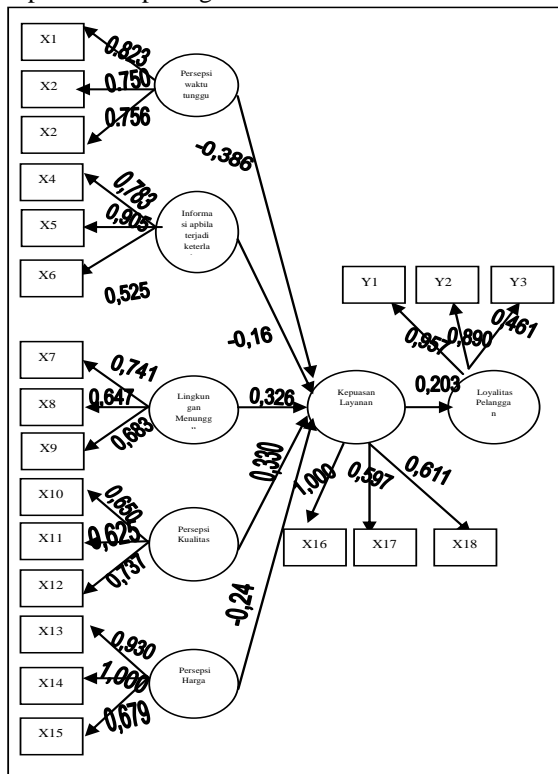 X1
0,823
X2
0.750
X2
0.756
Persepsi
waktu
tunggu
-0,386
X4
0,783
X5
0,905
X6
0,525
Informa
si apbila
terjadi
keterla
-0,16
X7
0,741
X8
0,647
X9
0,683
Lingku
gan
Menungg
0,326
X10
0,650
X11
0,625
X12
0,737
Persepsi
Kualitas
0,330
X13
0,930
X14
1,000
X15
0,679
Persepsi
Harga
-0,24
Kepuasan
Layanan
1,000
0,597
0,611
X16
X17
X18
0,203
Loyalitas
Pelangga
n
Y1
Y2
Y3
0,957
0,890
0,461